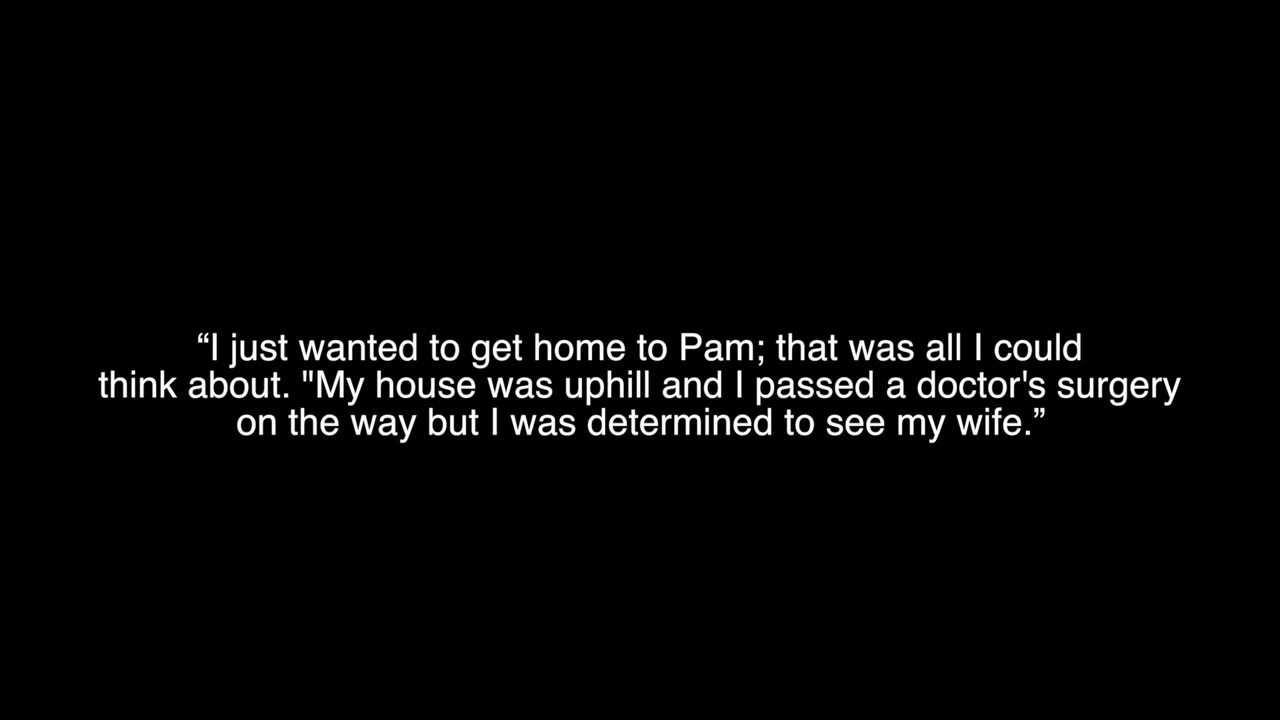 “I just wanted to get home to Pam; that was all I could
think about. "My house was uphill and I passed a doctor's surgery
on the way but I was determined to see my wife.”